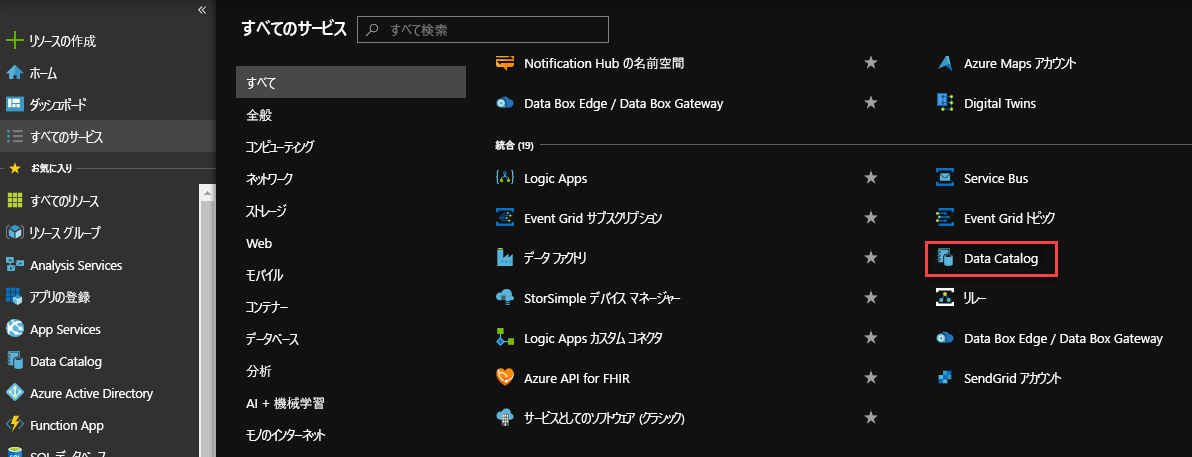 «
リソースの作成
ホーム
ダッシュボード
すべてのサービス
お気に入り
すべてのリソース
リソース グループ
Analysis Services
アプリの登録
App Services
Data Catalog
Azure Active Directory
Function App
SQL データベース
すべてのサービス
すべて検索
すべて
全般
コンピューティング
ネットワーク
ストレージ
Web
モバイル
コンテナー
データベース
分析
AI + 機械学習
モノのインターネット
Notification Hub の名前空間
Azure Maps アカウント
Data Box Edge / Data Box Gateway
Digital Twins
統合 (19)
Logic Apps
Service Bus
Event Grid サブスクリプション
Event Grid トピック
データ ファクトリ
Data Catalog
StorSimple デバイス マネージャー
リレー
Logic Apps カスタム コネクタ
Data Box Edge / Data Box Gateway
Azure API for FHIR
SendGrid アカウント
サービスとしてのソフトウェア (クラシック)